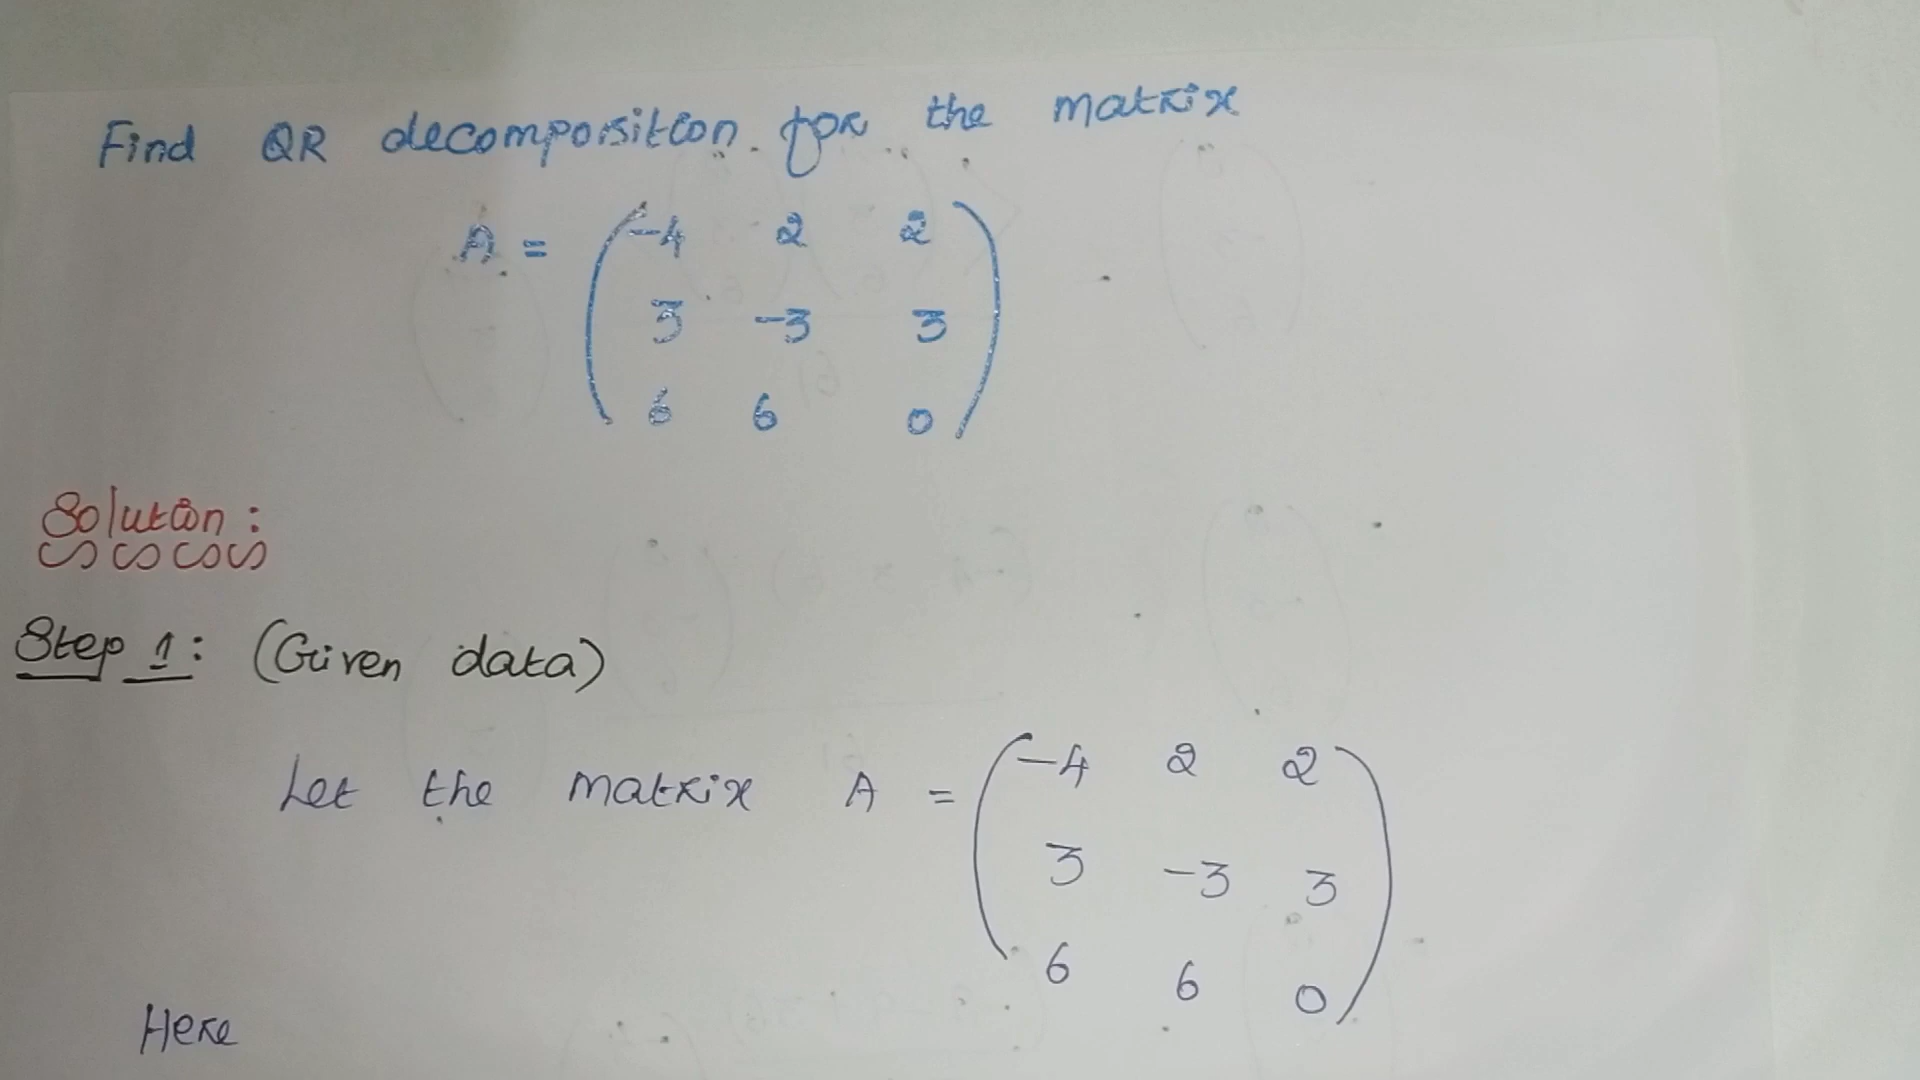 Find QR decomporsition for the matrix
A = (-4 2 2
3 -3 3
6 6 0)
Solution:
Step 1: (Given data)
Let the matrix A = (-4 2 2
3 -3 3
6 6 0)
Here